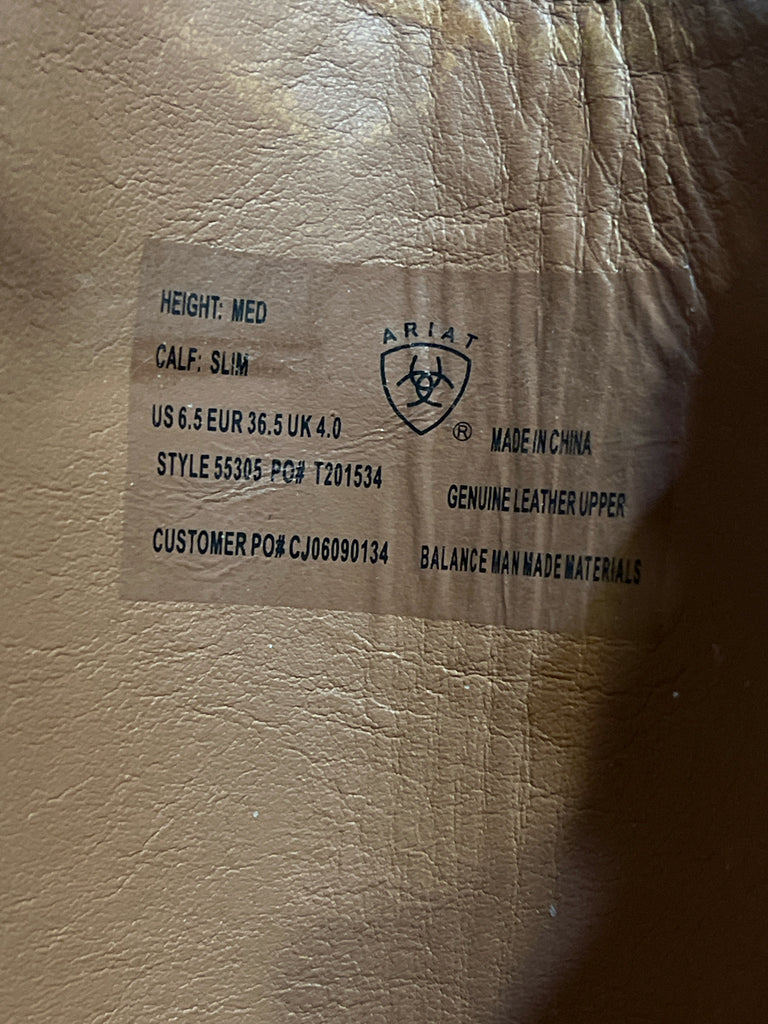 HEIGHT: MED
CALF: SLIM
US 6.5 EUR 36.5 UK 4.0
STYLE 55305 PO# T201534
CUSTOMER PO# CJ06090134
ARIAT
®
MADE IN CHINA
GENUINE LEATHER UPPER
BALANCE MAN MADE MATERIALS